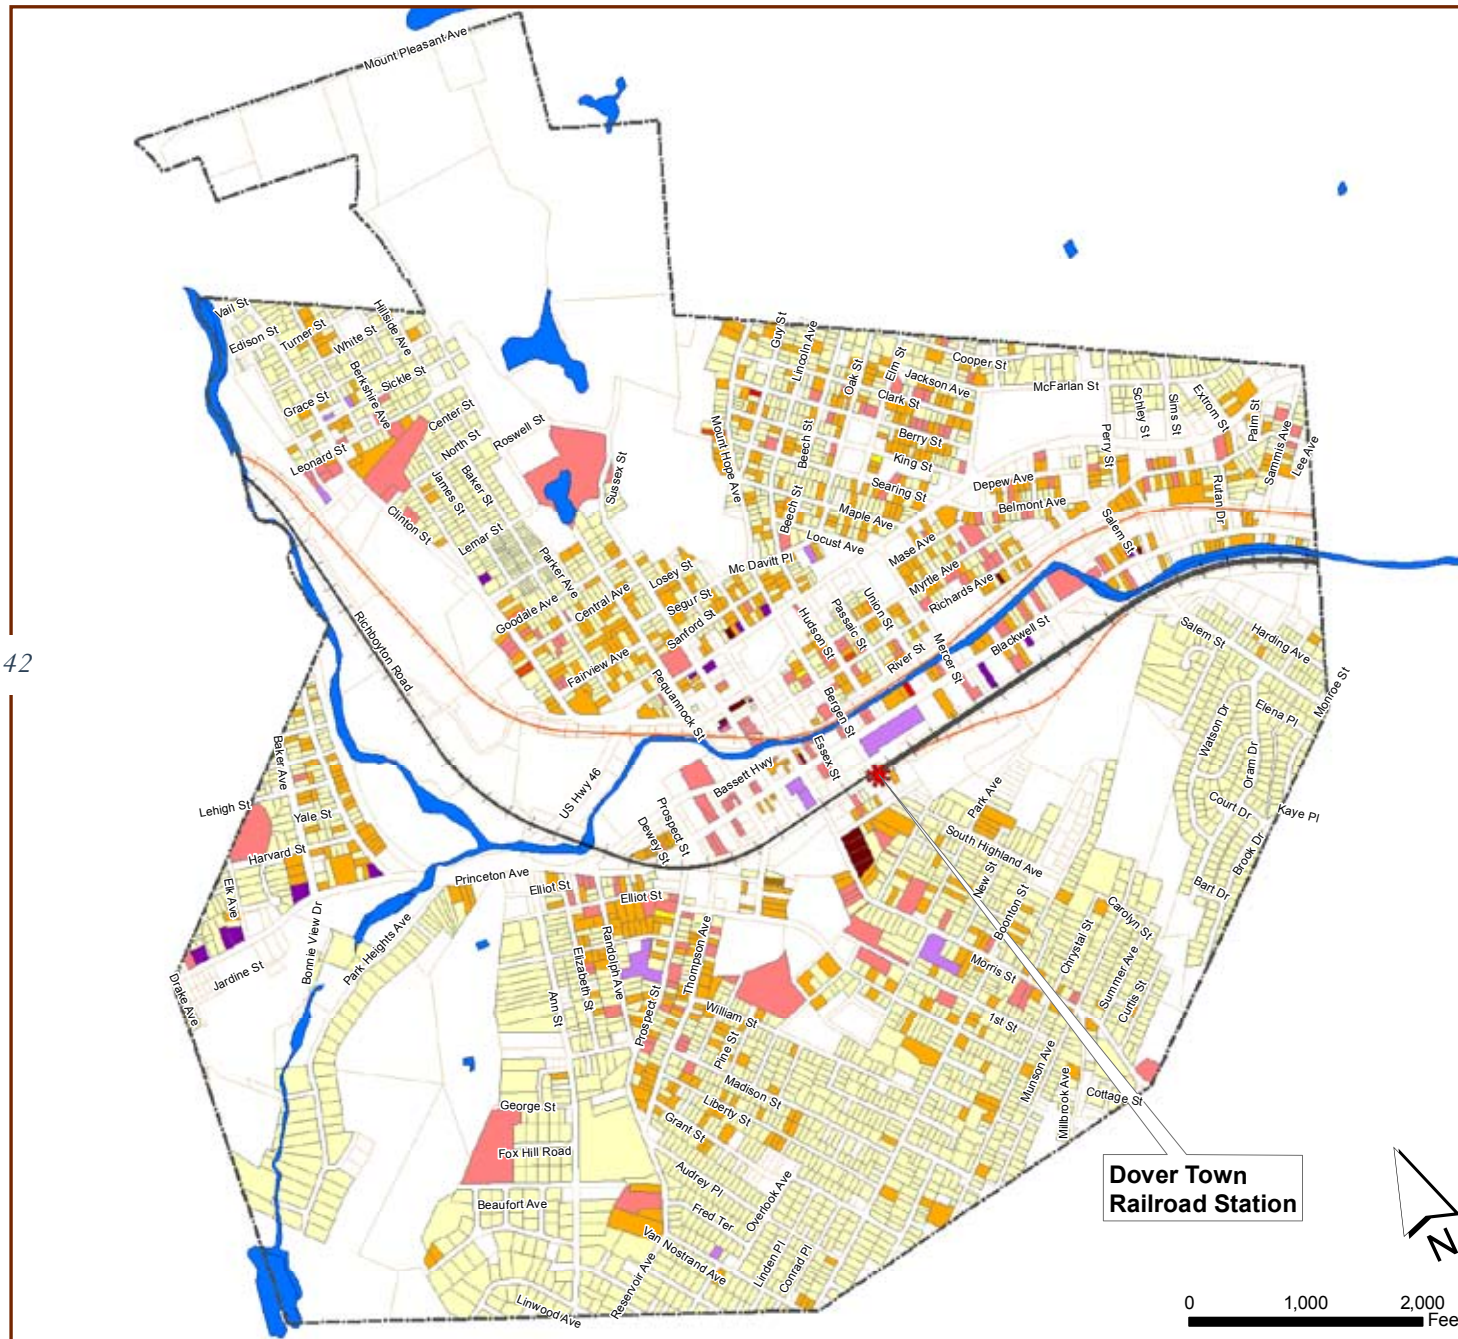 Mount Pleasant Ave
Vail St
Edison St
Turner St
White St
Hillside Ave
Sickle St
Berkshire Ave
Grace St
Center St
Leonard St
North St
Roswell St
James St
Baker St
Clinton St
Lemar St
Sussex St
Parker Ave
Goodale Ave
Central Ave
Losey St
Segur St
Sanford St
Mc Davitt Pl
Fairview Ave
Pequannock St
Guy St
Lincoln Ave
Oak St
Elm St
Cooper St
Jackson Ave
Clark St
McFarlan St
Schley St
Sims St
Extrom St
Palm St
Sammis Ave
Lee Ave
Mount Hope Ave
Beech St
Beech St
Berry St
King St
Searing St
Maple Ave
Locust Ave
Depew Ave
Belmont Ave
Perry St
Rutan Dr
Salem St
Mase Ave
Myrtle Ave
Richards Ave
Union St
Passaic St
Hudson St
River St
Mercer St
Blackwell St
Bergen St
Essex St
Bassett Hwy
Richboyton Road
42
US Hwy 46
Prospect St
Dewey St
Salem St
Harding Ave
Monroe St
Elena Pl
Watson Dr
Oram Dr
Court Dr
Kaye Pl
Brook Dr
Bart Dr
Baker Ave
Lehigh St
Yale St
Harvard St
Elk Ave
Drake Ave
Jardine St
Bonnie View Dr
Park Heights Ave
Princeton Ave
Elliot St
Elliot St
Randolph Ave
Elizabeth St
Ann St
Thompson Ave
Prospect St
William St
Pine St
Madison St
Liberty St
Grant St
Audrey Pl
Fred Ter
Overlook Ave
Van Nostrand Ave
Linden Pl
Conrad Pl
Reservoir Ave
Linwood Ave
Beaufort Ave
Fox Hill Road
George St
Park Ave
South Highland Ave
New St
Boonton St
Morris St
1st St
Chrystal St
Carolyn St
Summer Ave
Curtis St
Munson Ave
Millbrook Ave
Cottage St
Dover Town
Railroad Station
N
0 1,000 2,000
Fee